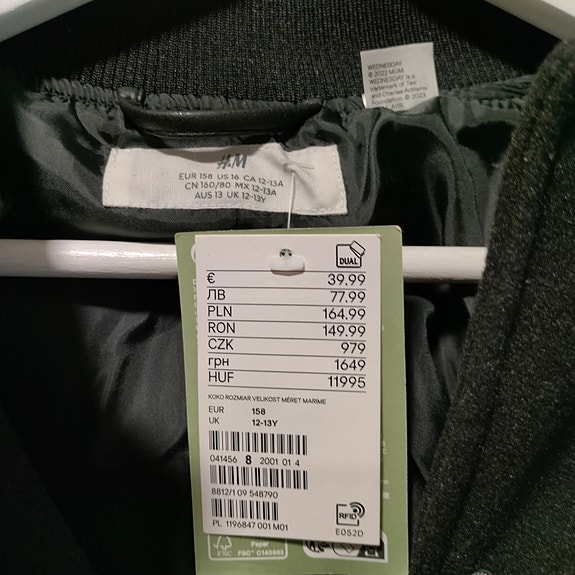 WEDNESDAY
© 2022 MGM.
WEDNESDAY is a
trademark of Tee
and Charles Addams
Foundation. © 2023
H&M
EUR 158 US 16 CA 12-13A
CN 160/80 MX 12-13A
AUS 13 UK 12-13Y
DUAL
€ 39.99
ЛВ 77.99
PLN 164.99
RON 149.99
CZK 979
грн 1649
HUF 11995
KOKO ROZMIAR VELIKOST MÉRET MARIME
EUR 158
UK 12-13Y
041456 8 2001 01 4
8812/1 09 548790
RFID
PL 1196847 001 M01
E052D
Paper
FSC FSC® C140863